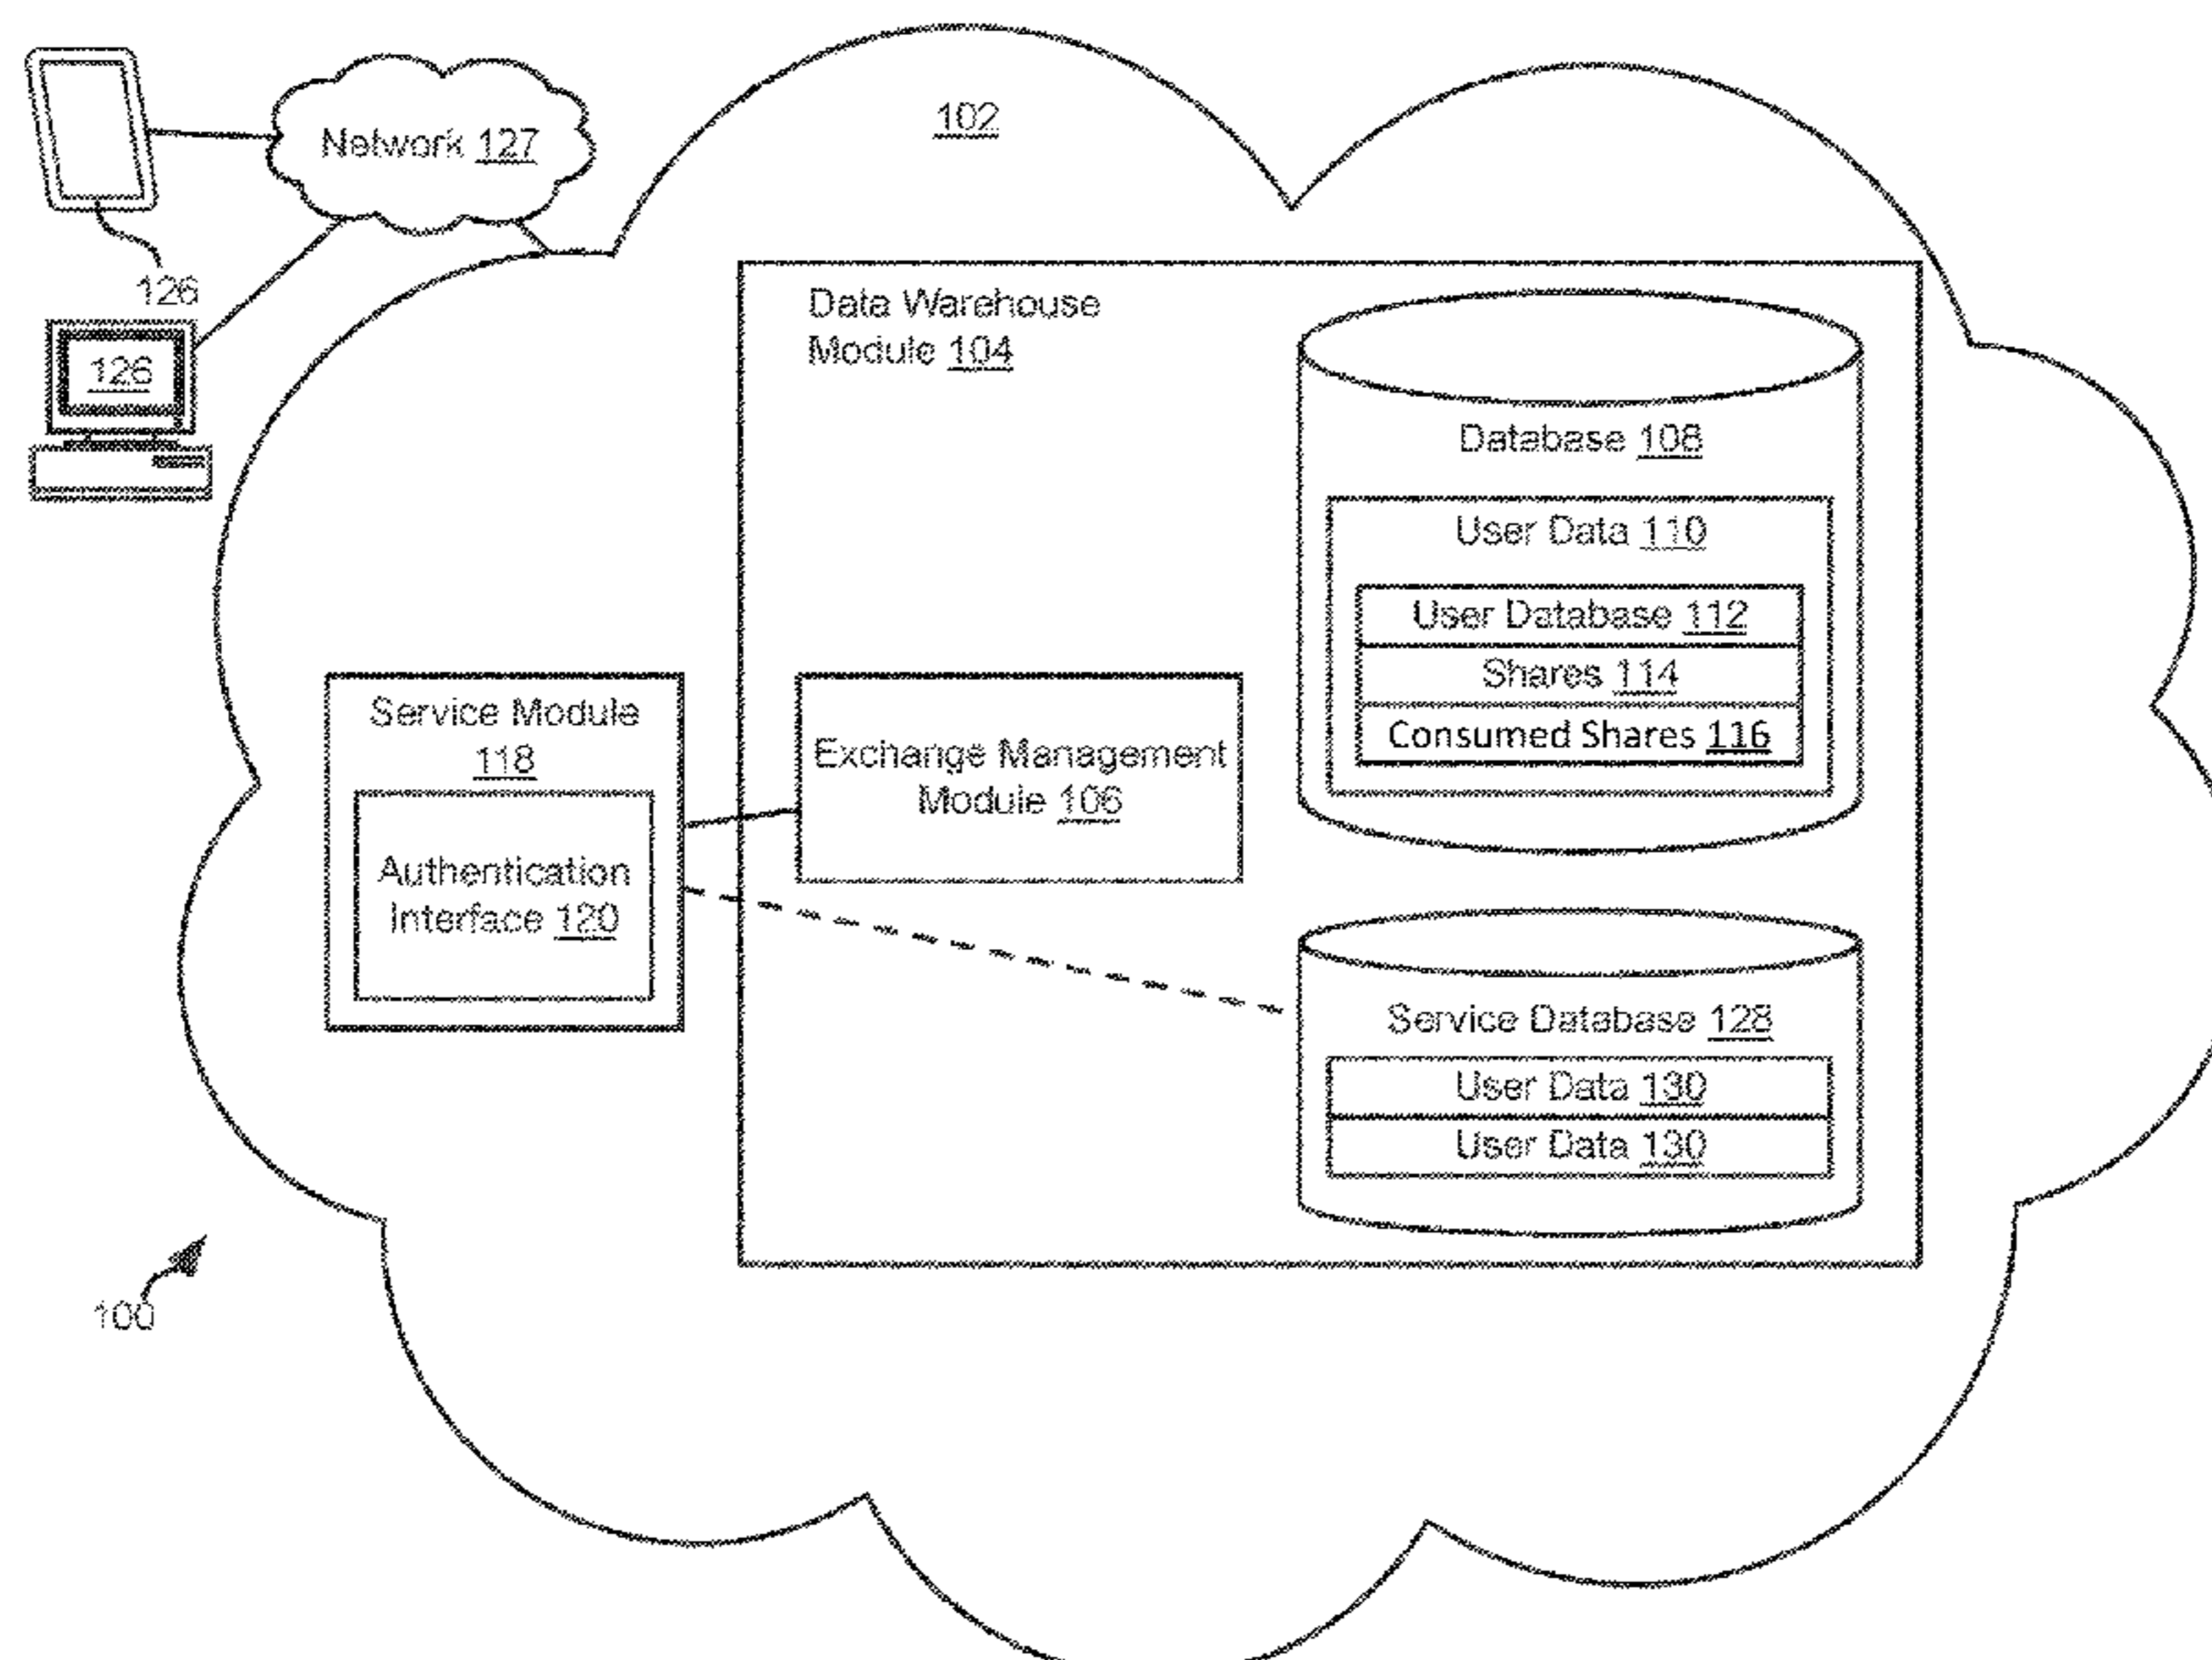 102
Network 127
126
126
Data Warehouse
Module 104
Database 108
User Data 110
User Database 112
Shares 114
Consumed Shares 116
Service Module
118
Authentication
Interface 120
Exchange Management
Module 106
Service Database 128
User Data 130
User Data 130
100